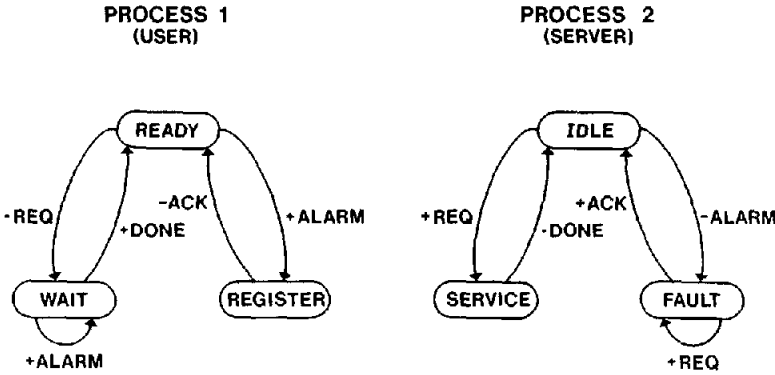 PROCESS 1
(USER)
READY
-REQ
+DONE
-ACK
+ALARM
WAIT
REGISTER
+ALARM
PROCESS 2
(SERVER)
IDLE
+REQ
-DONE
+ACK
-ALARM
SERVICE
FAULT
+REQ